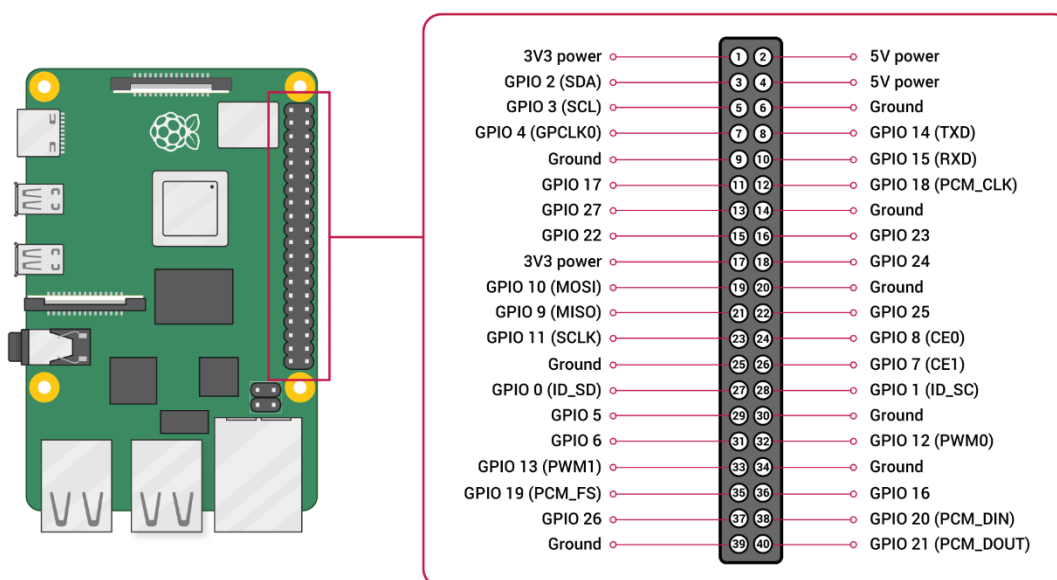 3V3 power 1 2 5V power
GPIO 2 (SDA) 3 4 5V power
GPIO 3 (SCL) 5 6 Ground
GPIO 4 (GPCLK0) 7 8 GPIO 14 (TXD)
Ground 9 10 GPIO 15 (RXD)
GPIO 17 11 12 GPIO 18 (PCM_CLK)
GPIO 27 13 14 Ground
GPIO 22 15 16 GPIO 23
3V3 power 17 18 GPIO 24
GPIO 10 (MOSI) 19 20 Ground
GPIO 9 (MISO) 21 22 GPIO 25
GPIO 11 (SCLK) 23 24 GPIO 8 (CE0)
Ground 25 26 GPIO 7 (CE1)
GPIO 0 (ID_SD) 27 28 GPIO 1 (ID_SC)
GPIO 5 29 30 Ground
GPIO 6 31 32 GPIO 12 (PWM0)
GPIO 13 (PWM1) 33 34 Ground
GPIO 19 (PCM_FS) 35 36 GPIO 16
GPIO 26 37 38 GPIO 20 (PCM_DIN)
Ground 39 40 GPIO 21 (PCM_DOUT)